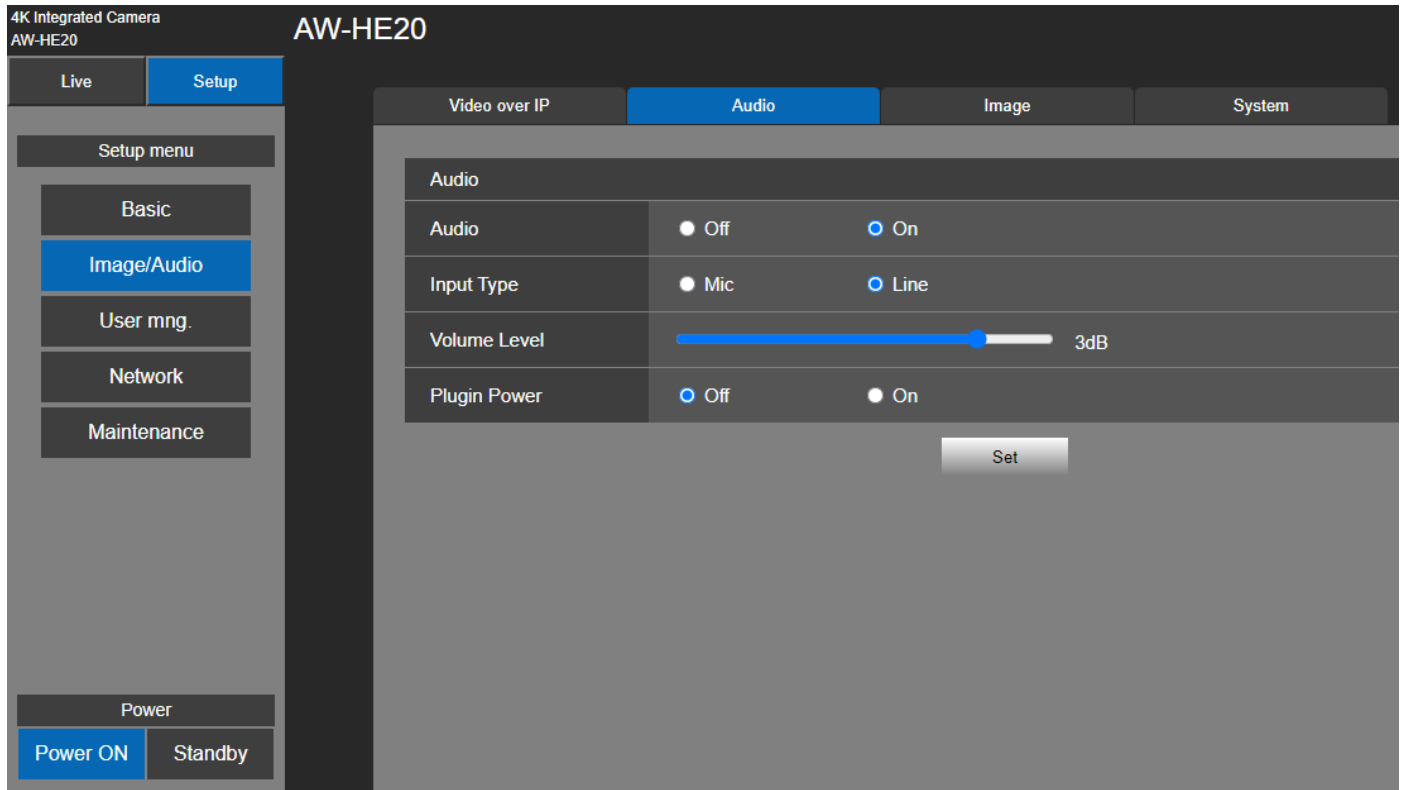 4K Integrated Camera
AW-HE20
AW-HE20
Live Setup
Setup menu
Basic
Image/Audio
User mng.
Network
Maintenance
Power
Power ON Standby
Video over IP Audio Image System
Audio
Audio Off On
Input Type Mic Line
Volume Level 3dB
Plugin Power Off On
Set